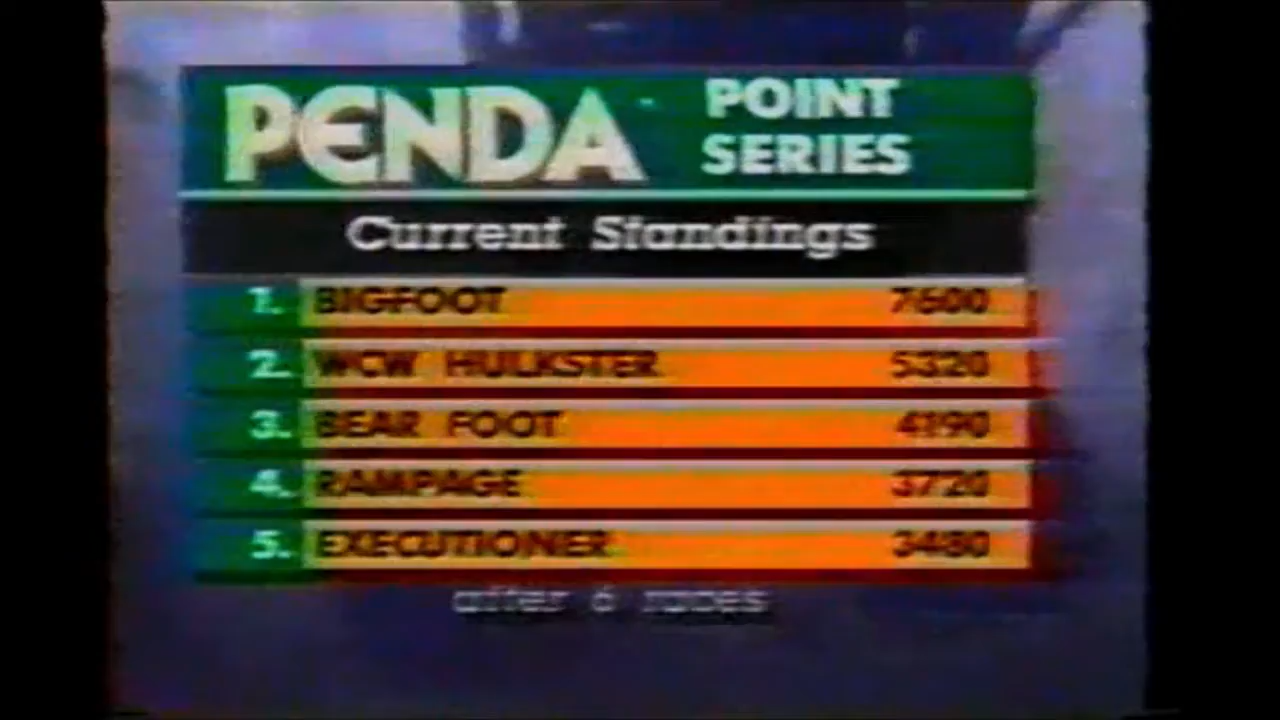 PENDA POINT SERIES
Current Standings
1. BIGFOOT 7600
2. WCW HULKSTER 5320
3. BEAR FOOT 4190
4. RAMPAGE 3720
5. EXECUTIONER 3480
after 6 races